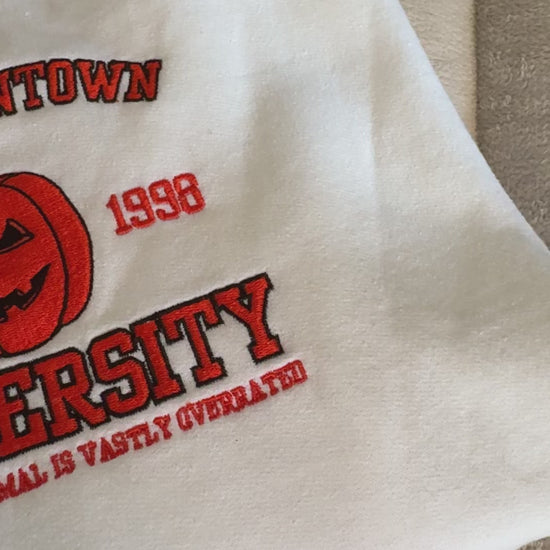 NTOWN
1998
ERSITY
MAL IS VASTLY OVERRATED